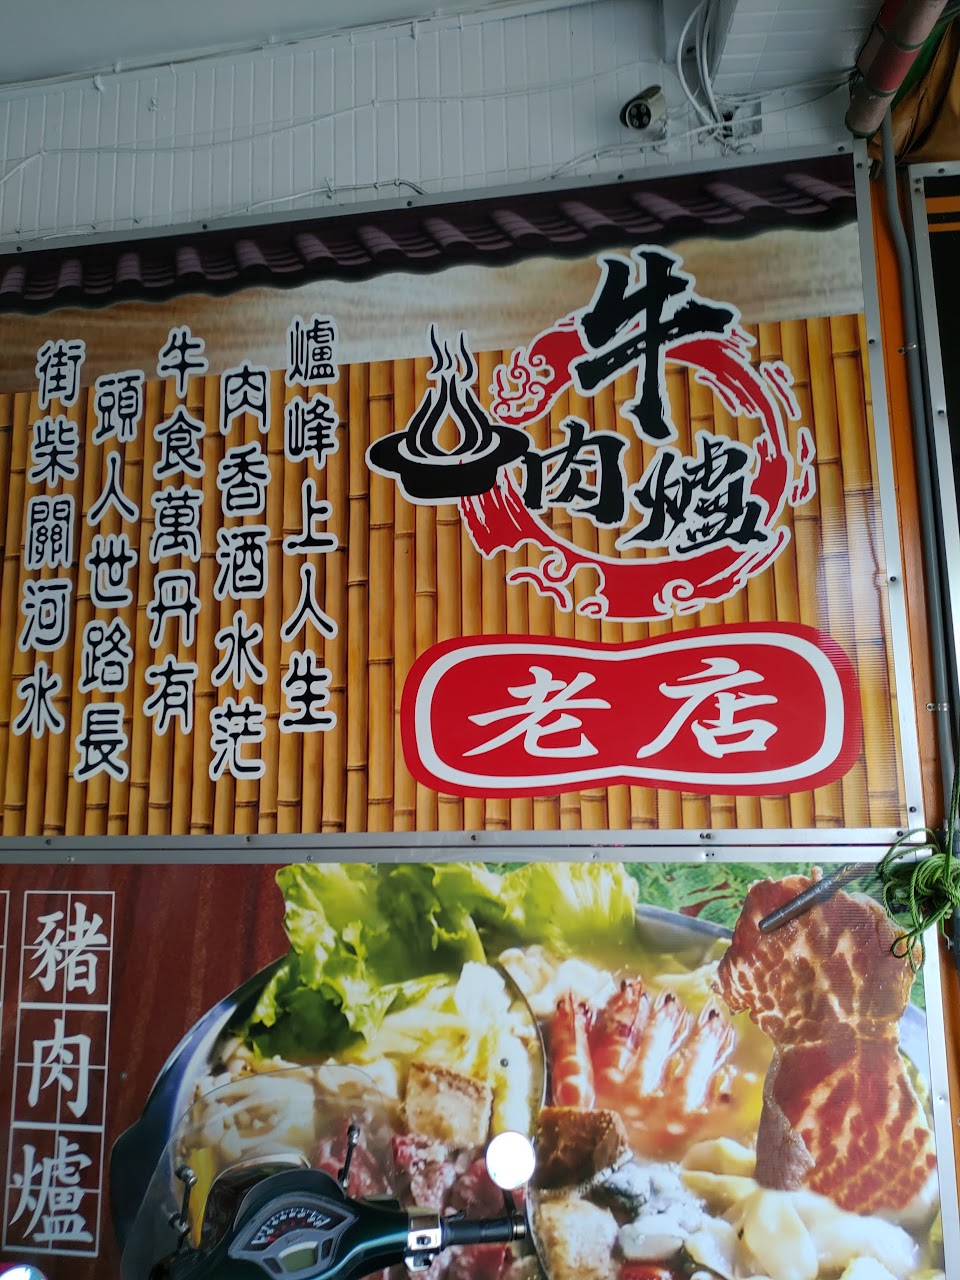 牛肉爐
老店
爐峰上人生
肉香酒水茫
牛食萬丹有
頭人世路長
街柴關河水
豬肉爐